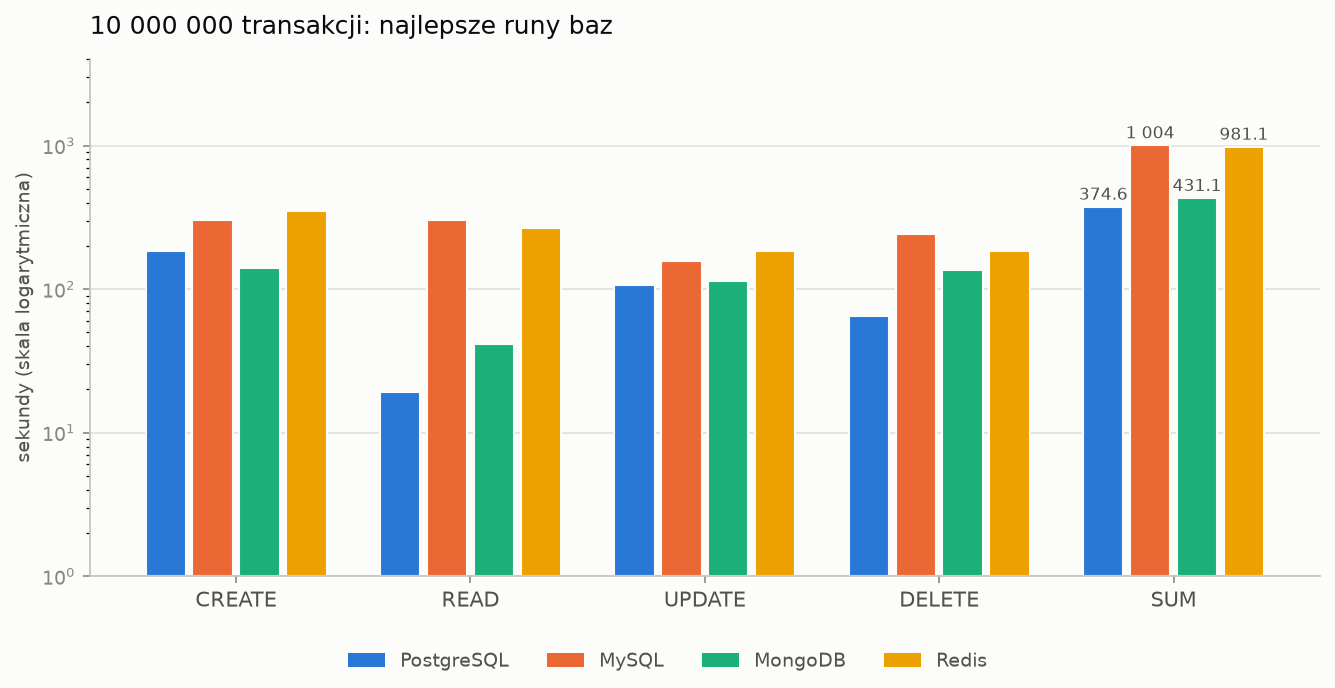 10 000 000 transakcji: najlepsze runy baz
sekundy (skala logarytmiczna)
10³
10²
10¹
10⁰
374.6
1 004
431.1
981.1
CREATE
READ
UPDATE
DELETE
SUM
PostgreSQL
MySQL
MongoDB
Redis